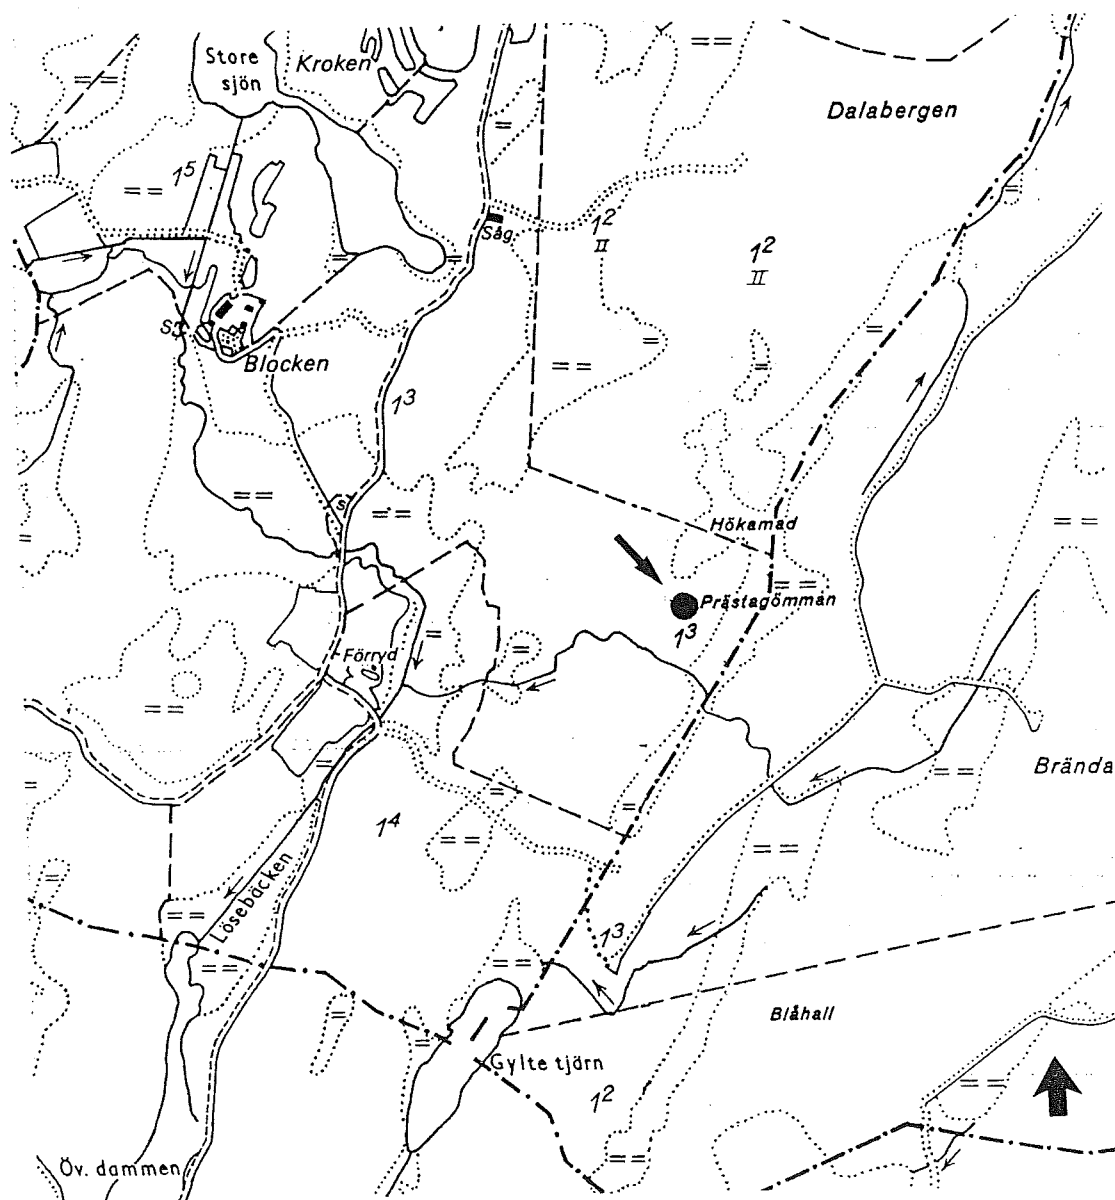 Store
sjön
Kroken
Dalabergen
1⁵
Såg
1²
II
1²
II
Blocken
1³
S
Hökamad
Prästagömman
1³
Förryd
Brända
1⁴
Lösebäcken
1³
Blåhall
Gylte tjärn
1²
Öv. dammen